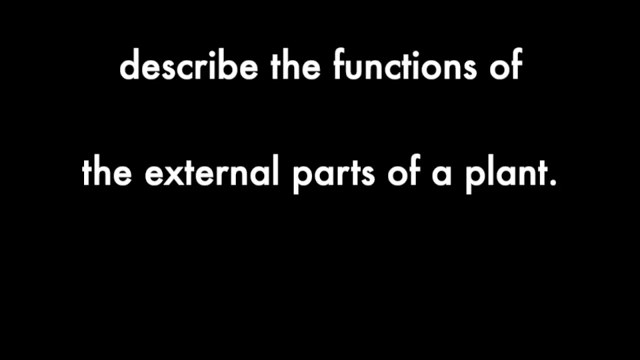 describe the functions of
the external parts of a plant.